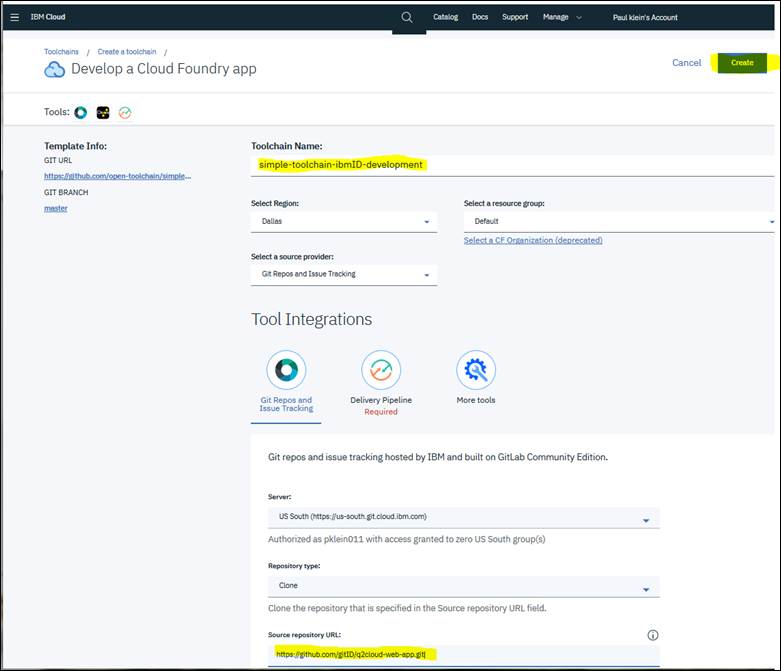 IBM Cloud
Catalog Docs Support Manage Paul klein's Account
Toolchains / Create a toolchain /
Develop a Cloud Foundry app
Cancel Create
Tools:
Template Info:
GIT URL
https://github.com/open-toolchain/simple...
GIT BRANCH
master
Toolchain Name:
simple-toolchain-ibmID-development
Select Region:
Dallas
Select a resource group:
Default
Select a CF Organization (deprecated)
Select a source provider:
Git Repos and Issue Tracking
Tool Integrations
Git Repos and
Issue Tracking
Delivery Pipeline
Required
More tools
Git repos and issue tracking hosted by IBM and built on GitLab Community Edition.
Server:
US South (https://us-south.git.cloud.ibm.com)
Authorized as pklein011 with access granted to zero US South group(s)
Repository type:
Clone
Clone the repository that is specified in the Source repository URL field.
Source repository URL:
https://github.com/gitID/q2cloud-web-app.git